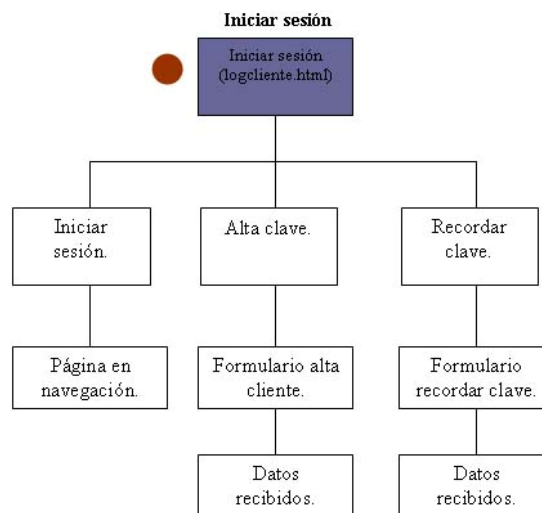 Iniciar sesión
Iniciar sesión
(logcliente.html)
Iniciar
sesión.
Alta clave.
Recordar
clave.
Página en
navegación.
Formulario alta
cliente.
Formulario
recordar clave.
Datos
recibidos.
Datos
recibidos.